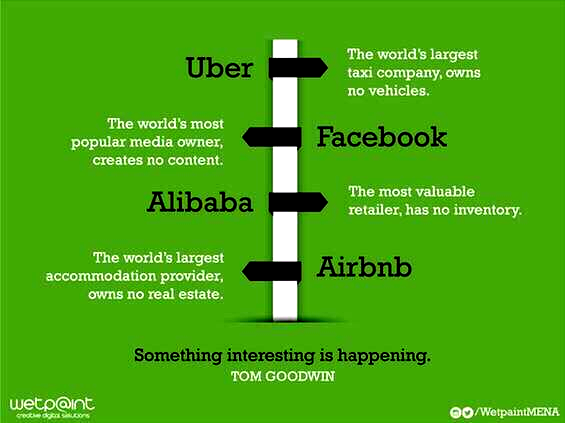 Uber
The world's largest
taxi company, owns
no vehicles.
The world's most
popular media owner,
creates no content.
Facebook
Alibaba
The most valuable
retailer, has no inventory.
The world's largest
accommodation provider,
owns no real estate.
Airbnb
Something interesting is happening.
TOM GOODWIN
wetp@int
creative digital solutions
/WetpaintMENA